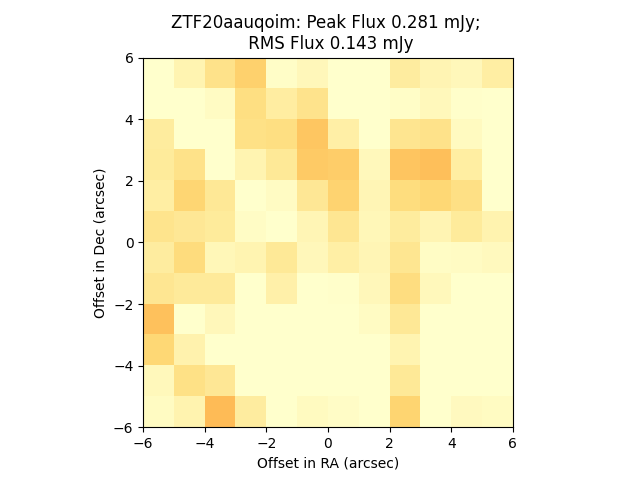 ZTF20aauqoim: Peak Flux 0.281 mJy;
RMS Flux 0.143 mJy
6
4
2
0
−2
−4
−6
Offset in Dec (arcsec)
−6 −4 −2 0 2 4 6
Offset in RA (arcsec)